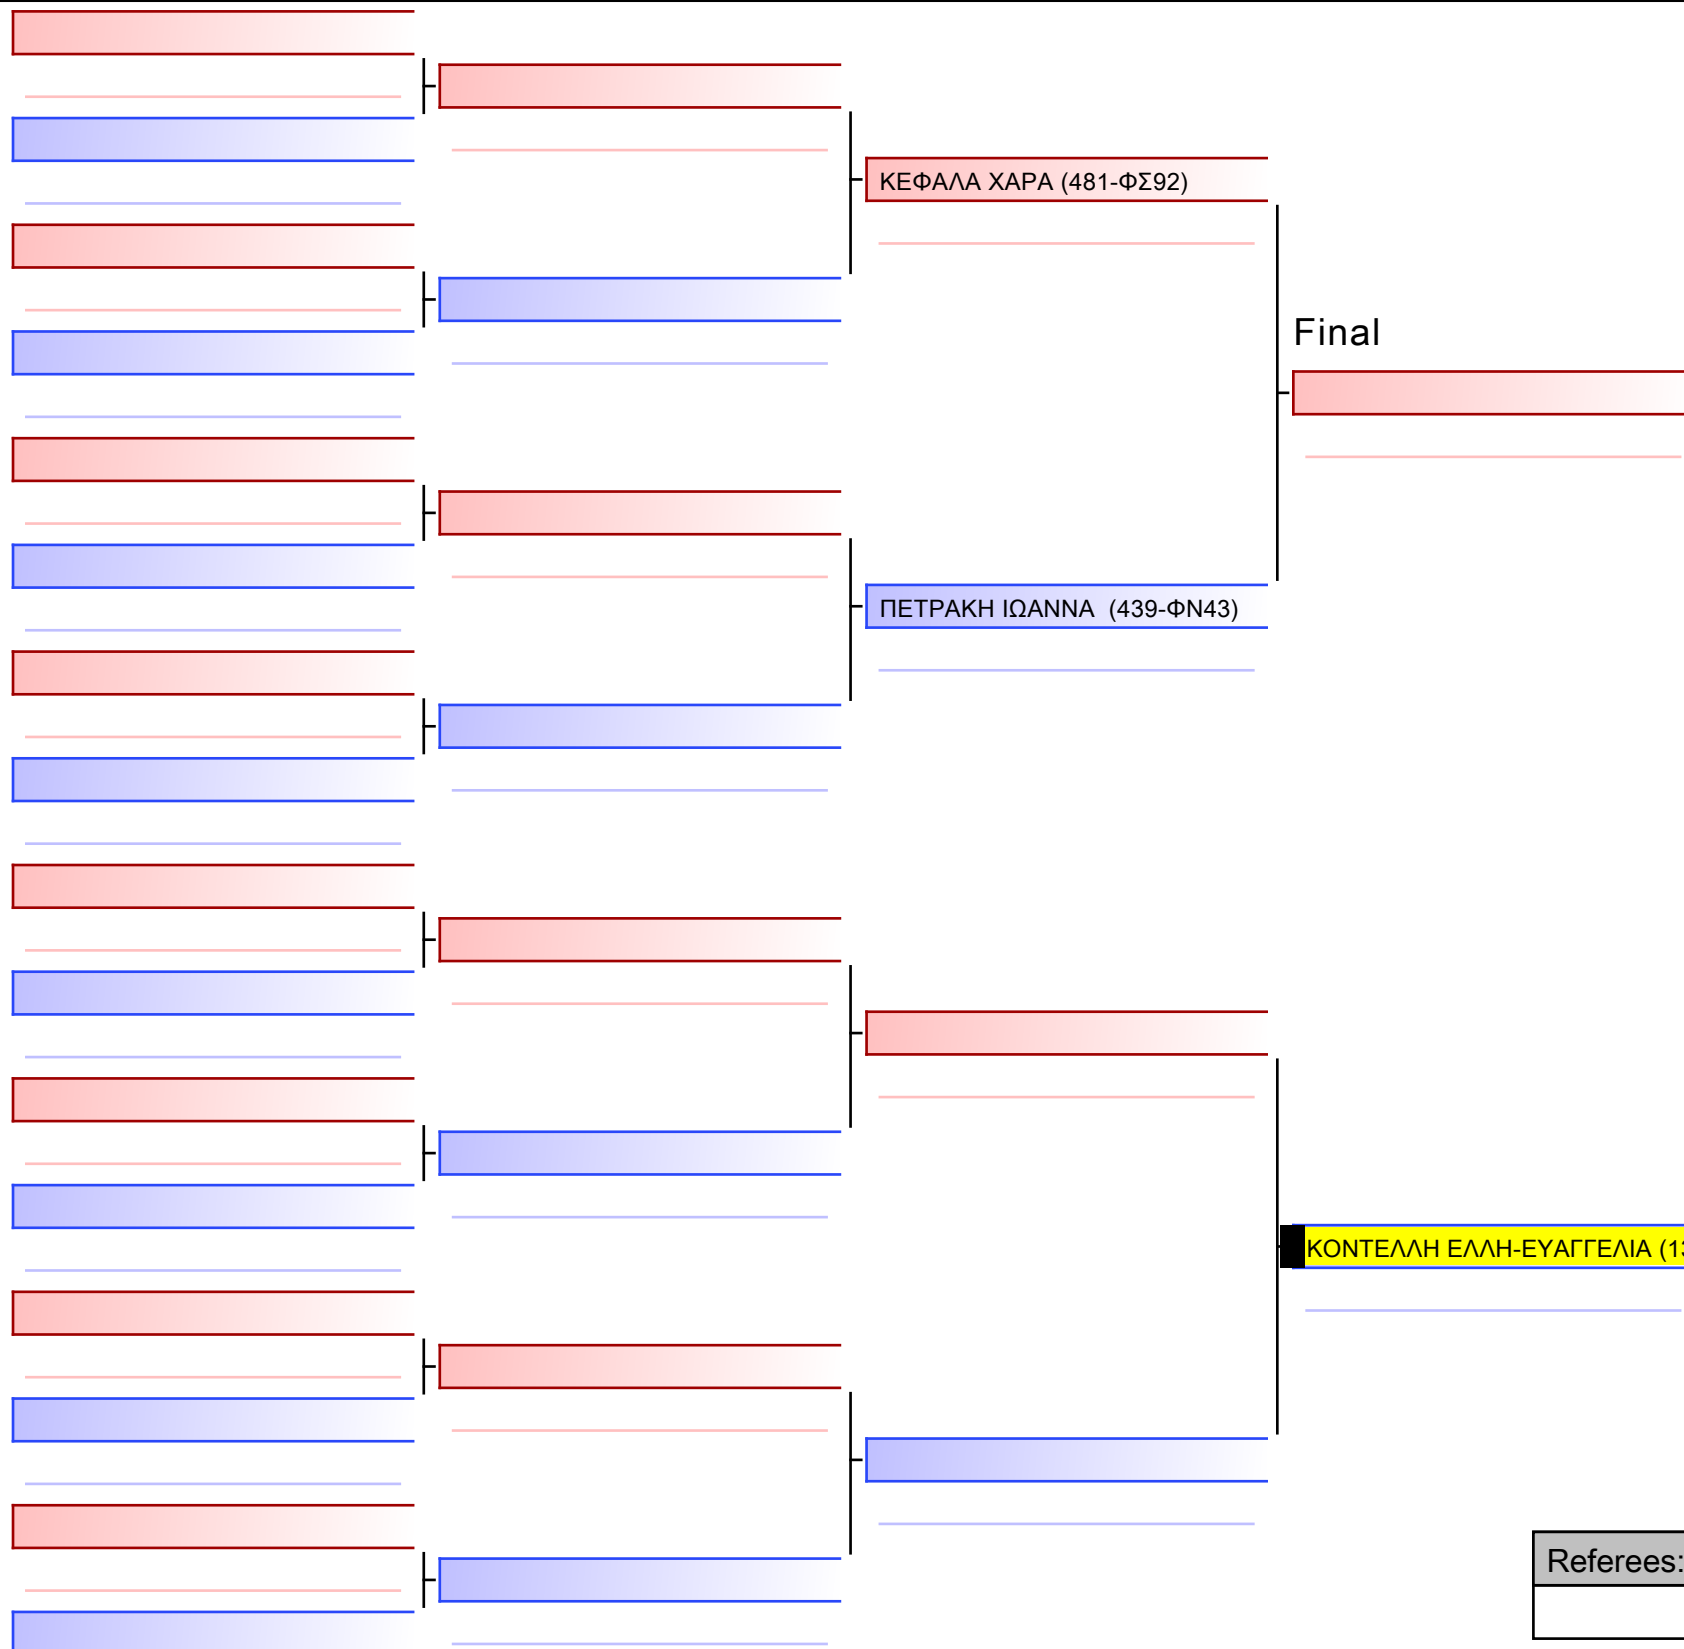 ΚΕΦΑΛΑ ΧΑΡΑ (481-ΦΣ92)
Final
ΠΕΤΡΑΚΗ ΙΩΑΝΝΑ (439-ΦΝ43)
ΚΟΝΤΕΛΛΗ ΕΛΛΗ-ΕΥΑΓΓΕΛΙΑ
Referees: